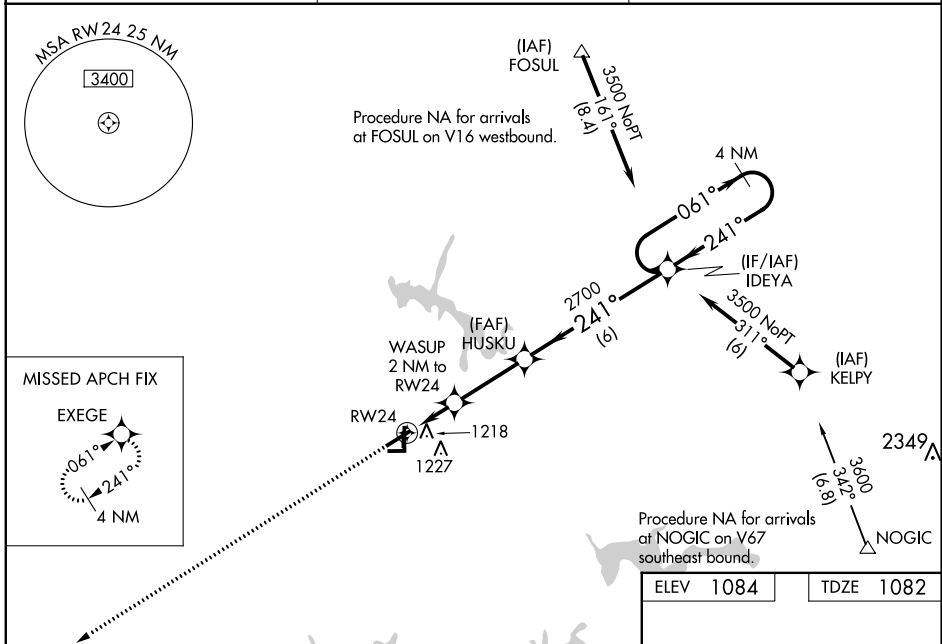 MSA RW24 25 NM
3400
(IAF)
FOSUL
3500 NoPT
161°
(8.4)
Procedure NA for arrivals
at FOSUL on V16 westbound.
4 NM
061°
241°
(IF/IAF)
IDEYA
2700
241°
(6)
3500 NoPT
311°
(6)
(FAF)
HUSKU
(IAF)
KELPY
WASUP
2 NM to
RW24
RW24
1218
1227
2349
3600
342°
(6.8)
NOGIC
Procedure NA for arrivals
at NOGIC on V67
southeast bound.
MISSED APCH FIX
EXEGE
061°
241°
4 NM
ELEV 1084
TDZE 1082